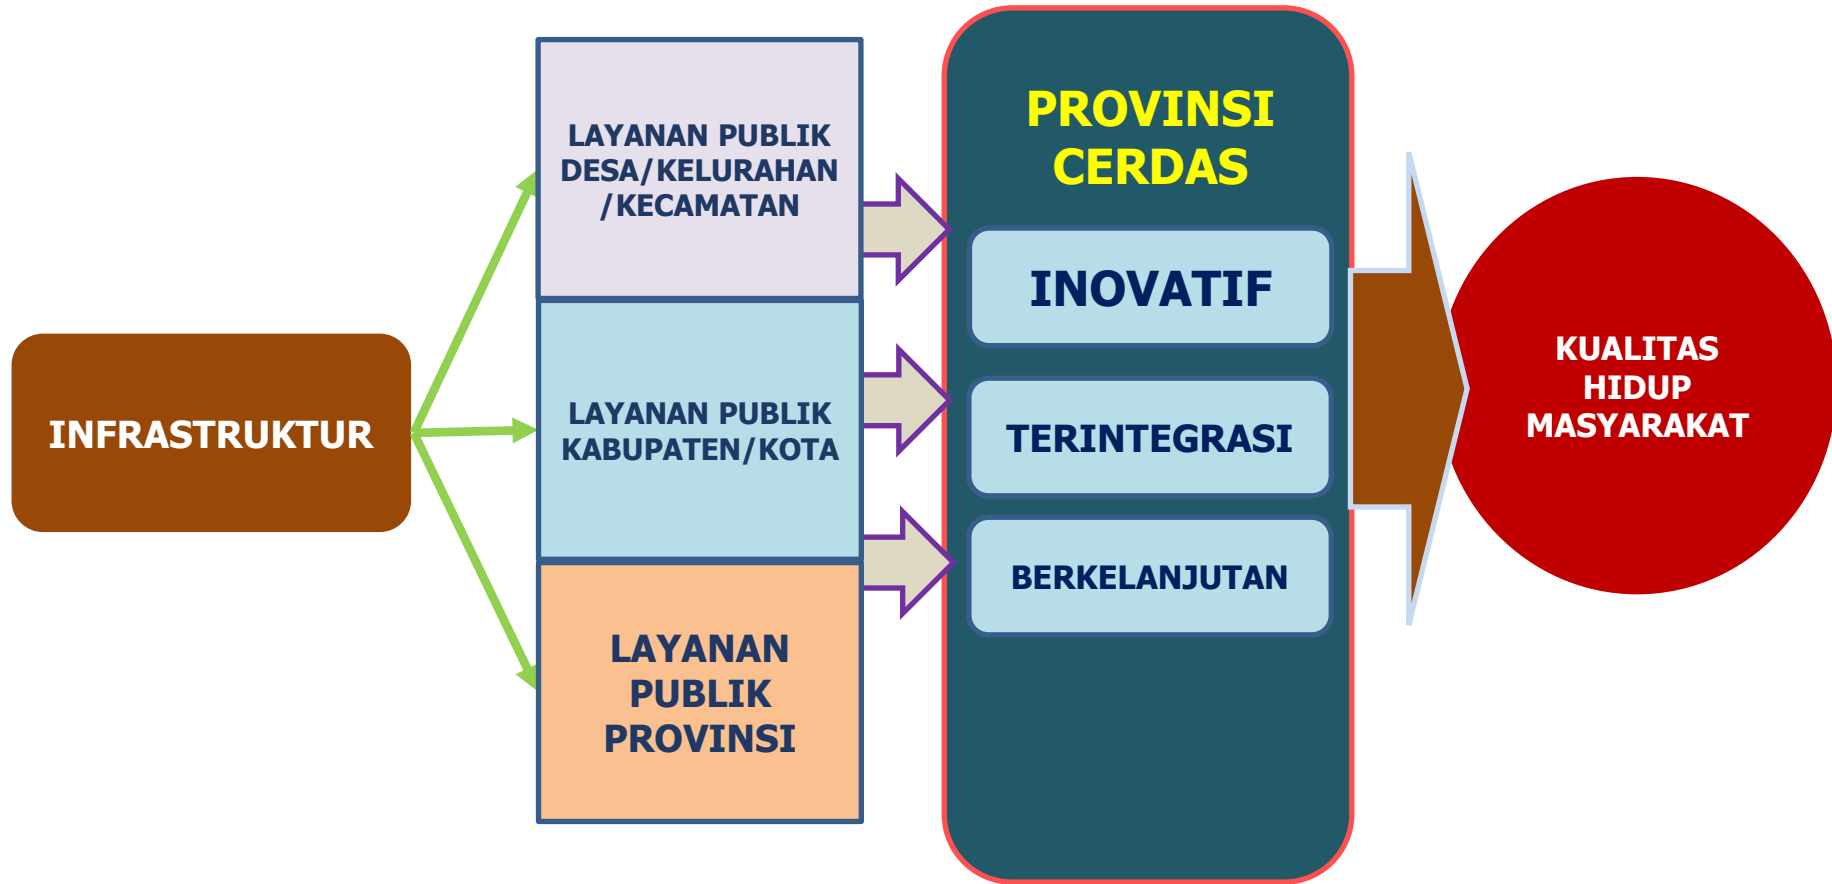 INFRASTRUKTUR
LAYANAN PUBLIK
DESA/KELURAHAN
/KECAMATAN
LAYANAN PUBLIK
KABUPATEN/KOTA
LAYANAN
PUBLIK
PROVINSI
PROVINSI
CERDAS
INOVATIF
TERINTEGRASI
BERKELANJUTAN
KUALITAS
HIDUP
MASYARAKAT